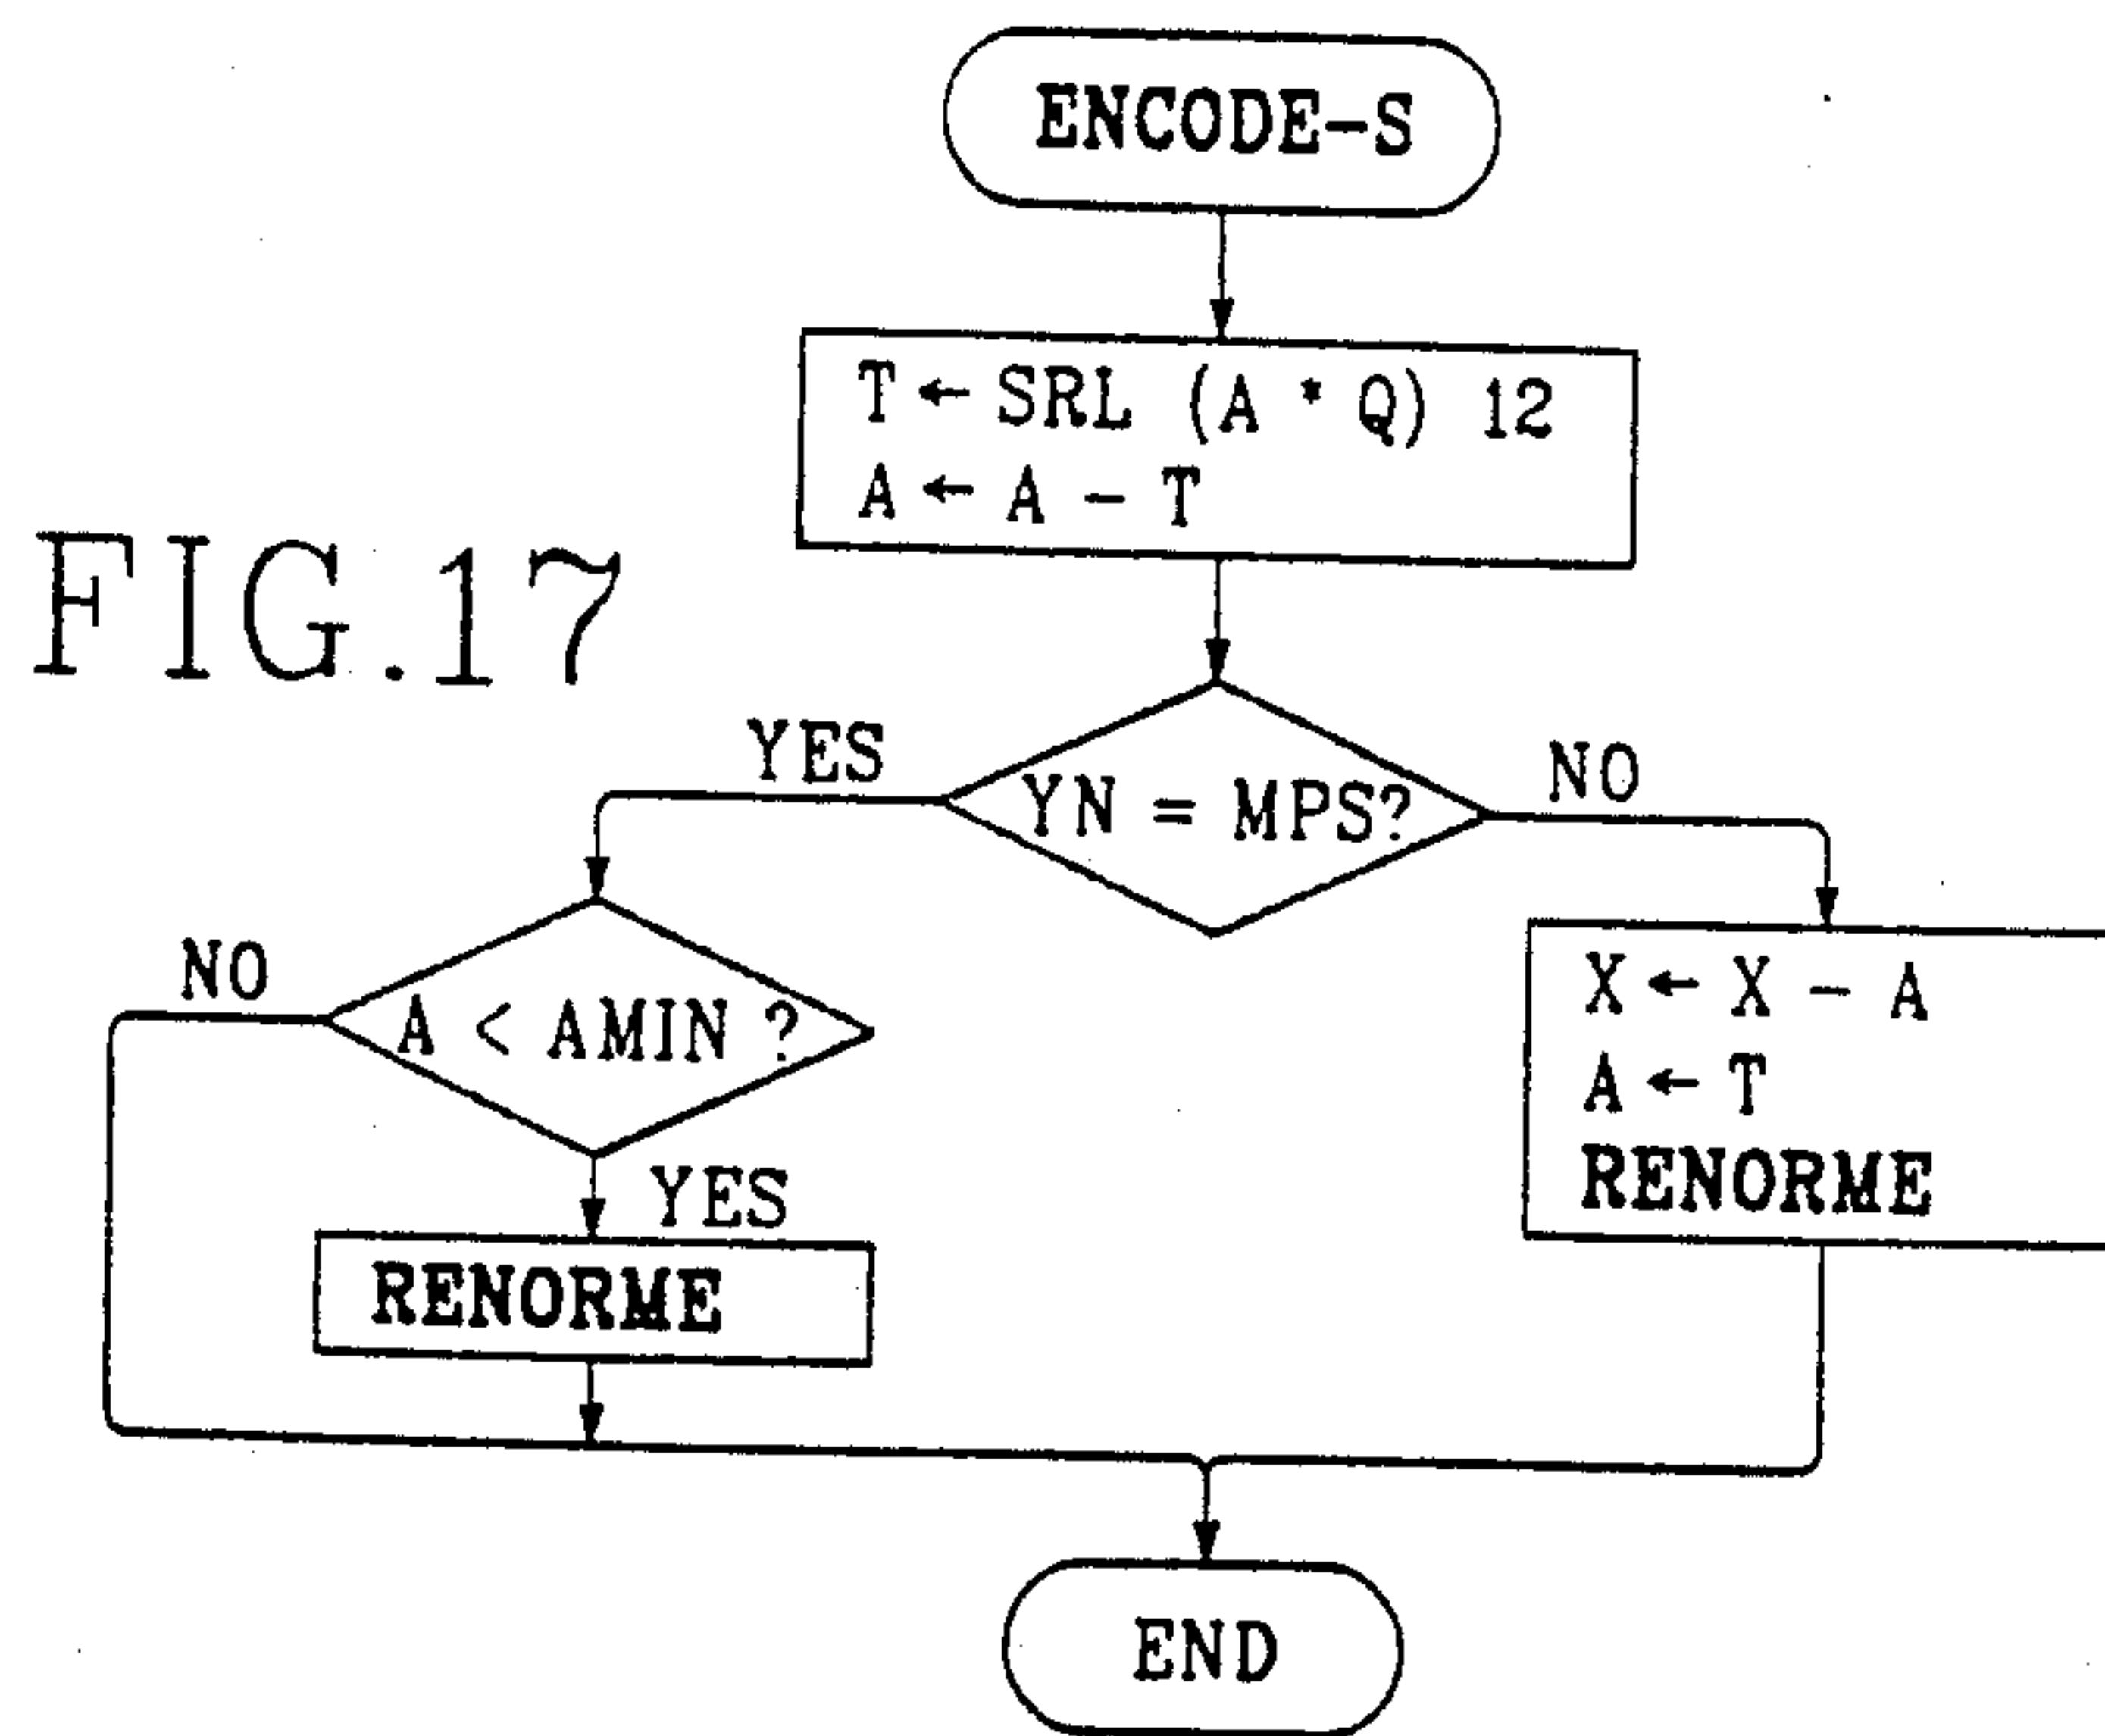 ENCODE-S
T ← SRL (A * Q) 12
A ← A - T
FIG.17
YES
YN = MPS?
NO
NO
A < AMIN ?
X ← X - A
A ← T
RENORME
YES
RENORME
END